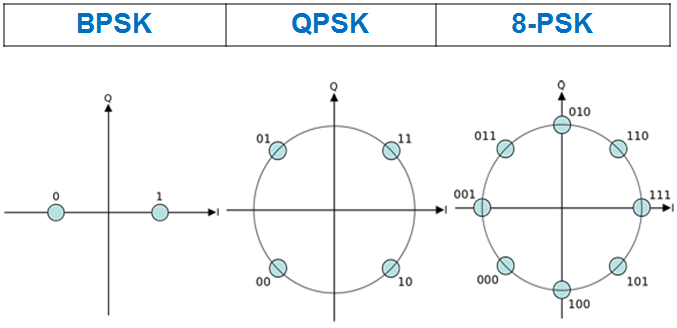 BPSK QPSK 8-PSK
Q
0 1
I
Q
01 11
I
00 10
Q
010
011 110
001 111
I
000 101
100